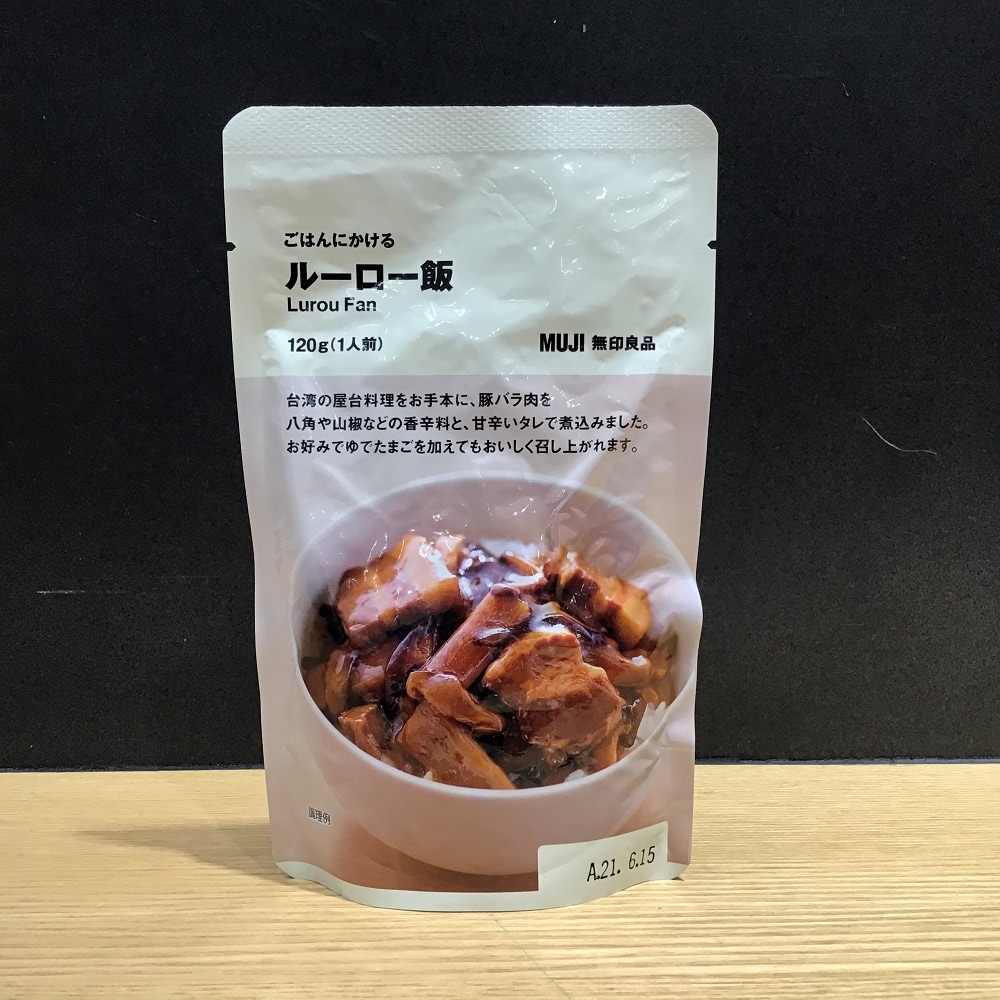 ごはんにかける
ルーロー飯
Lurou Fan
120g(1人前)
MUJI 無印良品
台湾の屋台料理をお手本に、豚バラ肉を
八角や山椒などの香辛料と、甘辛いタレで煮込みました。
お好みでゆでたまごを加えてもおいしく召し上がれます。
調理例
A.21. 6.15